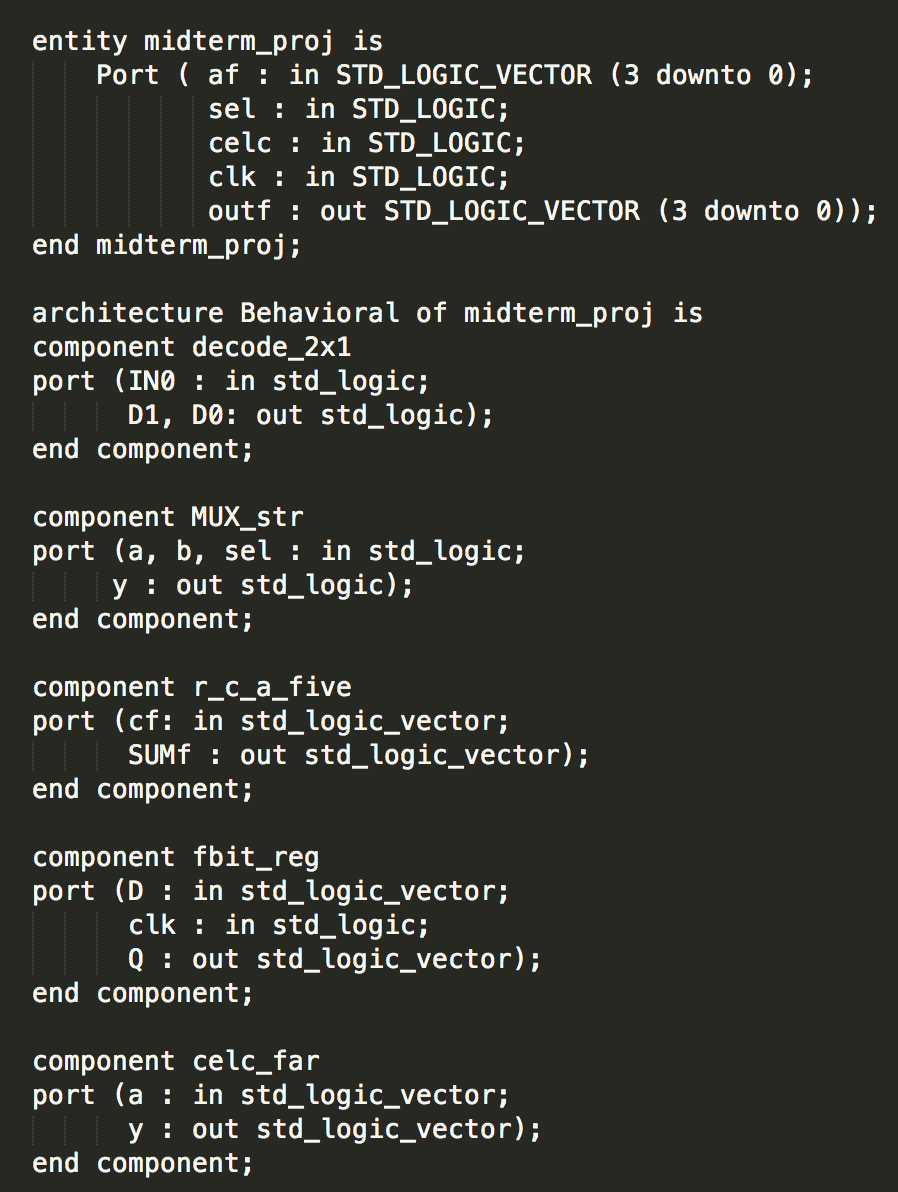 entity midterm_proj is
    Port ( af : in STD_LOGIC_VECTOR (3 downto 0);
           sel : in STD_LOGIC;
           celc : in STD_LOGIC;
           clk : in STD_LOGIC;
           outf : out STD_LOGIC_VECTOR (3 downto 0));
end midterm_proj;

architecture Behavioral of midterm_proj is
component decode_2x1
port (IN0 : in std_logic;
      D1, D0: out std_logic);
end component;

component MUX_str
port (a, b, sel : in std_logic;
     y : out std_logic);
end component;

component r_c_a_five
port (cf: in std_logic_vector;
      SUMf : out std_logic_vector);
end component;

component fbit_reg
port (D : in std_logic_vector;
      clk : in std_logic;
      Q : out std_logic_vector);
end component;

component celc_far
port (a : in std_logic_vector;
      y : out std_logic_vector);
end component;